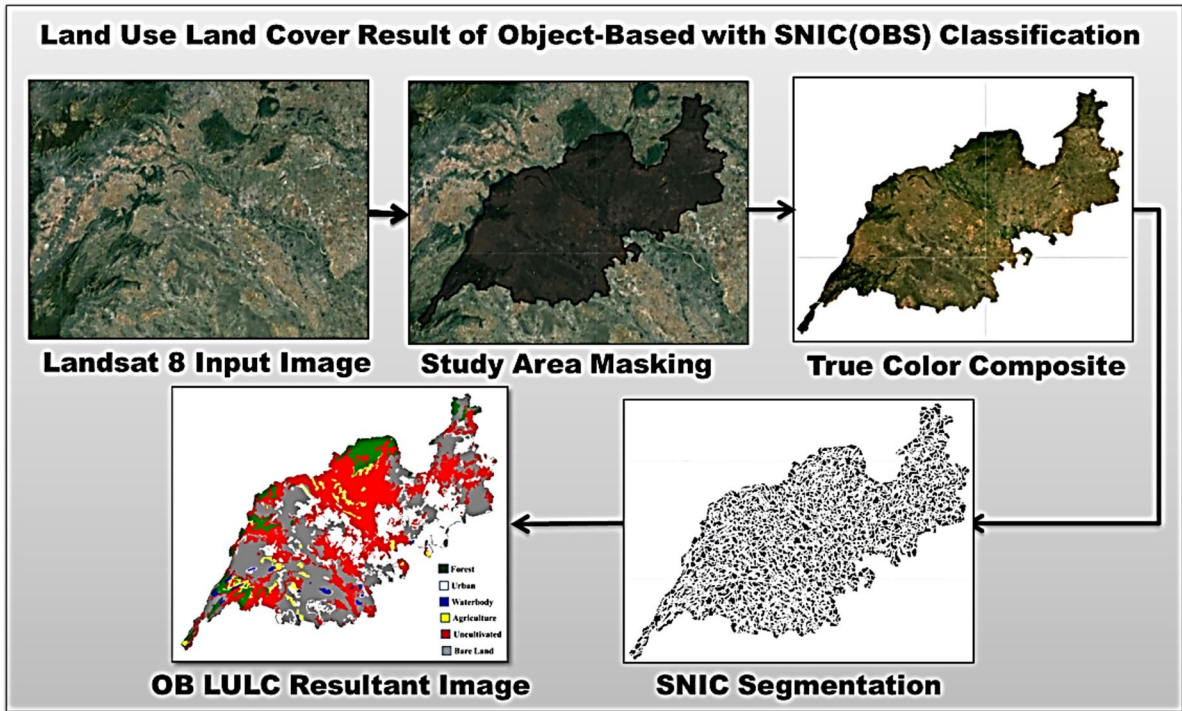 Land Use Land Cover Result of Object-Based with SNIC(OBS) Classification
Landsat 8 Input Image
Study Area Masking
True Color Composite
Forest
Urban
Waterbody
Agriculture
Uncultivated
Bare Land
OB LULC Resultant Image
SNIC Segmentation